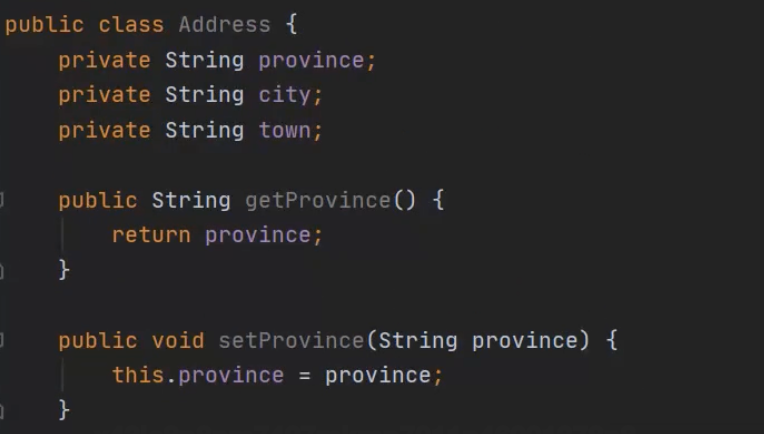 public class Address {
    private String province;
    private String city;
    private String town;
    public String getProvince() {
        return province;
    }
    public void setProvince(String province) {
        this.province = province;
    }